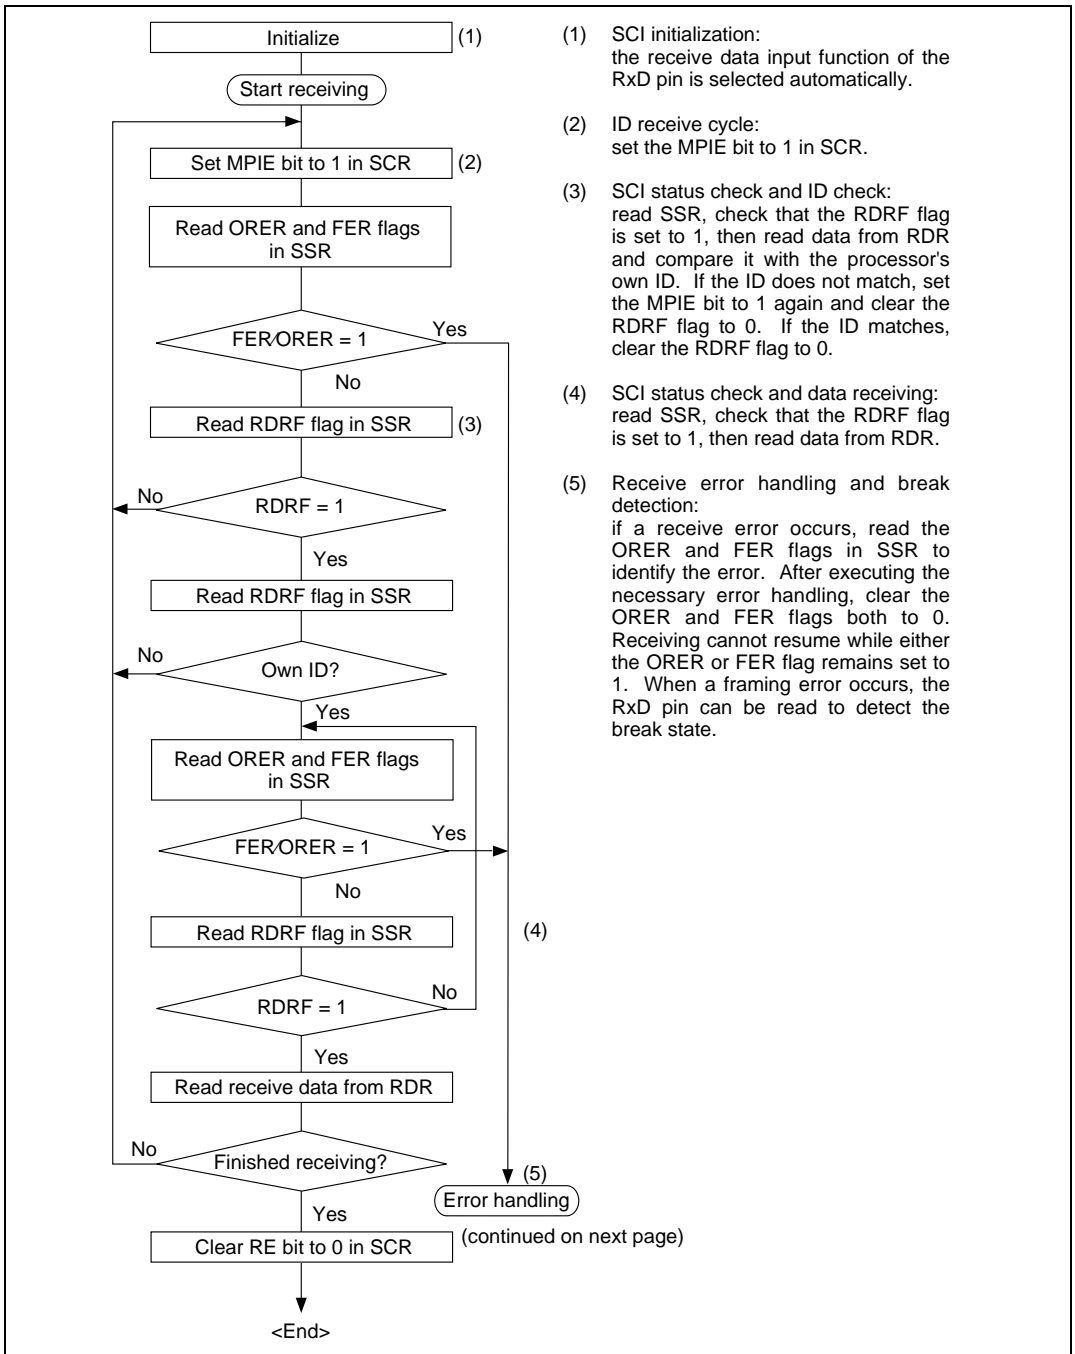 Initialize (1)
Start receiving
Set MPIE bit to 1 in SCR (2)
Read ORER and FER flags
in SSR
FER∕ORER = 1
Yes
No
Read RDRF flag in SSR (3)
No
RDRF = 1
Yes
Read RDRF flag in SSR
No
Own ID?
Yes
Read ORER and FER flags
in SSR
FER∕ORER = 1
Yes
No
Read RDRF flag in SSR
(4)
RDRF = 1
No
Yes
Read receive data from RDR
No
Finished receiving?
(5)
Error handling
Yes
(continued on next page)
Clear RE bit to 0 in SCR
<End>
(1) SCI initialization:
the receive data input function of the
RxD pin is selected automatically.
(2) ID receive cycle:
set the MPIE bit to 1 in SCR.
(3) SCI status check and ID check:
read SSR, check that the RDRF flag
is set to 1, then read data from RDR
and compare it with the processor's
own ID. If the ID does not match, set
the MPIE bit to 1 again and clear the
RDRF flag to 0. If the ID matches,
clear the RDRF flag to 0.
(4) SCI status check and data receiving:
read SSR, check that the RDRF flag
is set to 1, then read data from RDR.
(5) Receive error handling and break
detection:
if a receive error occurs, read the
ORER and FER flags in SSR to
identify the error. After executing the
necessary error handling, clear the
ORER and FER flags both to 0.
Receiving cannot resume while either
the ORER or FER flag remains set to
1. When a framing error occurs, the
RxD pin can be read to detect the
break state.